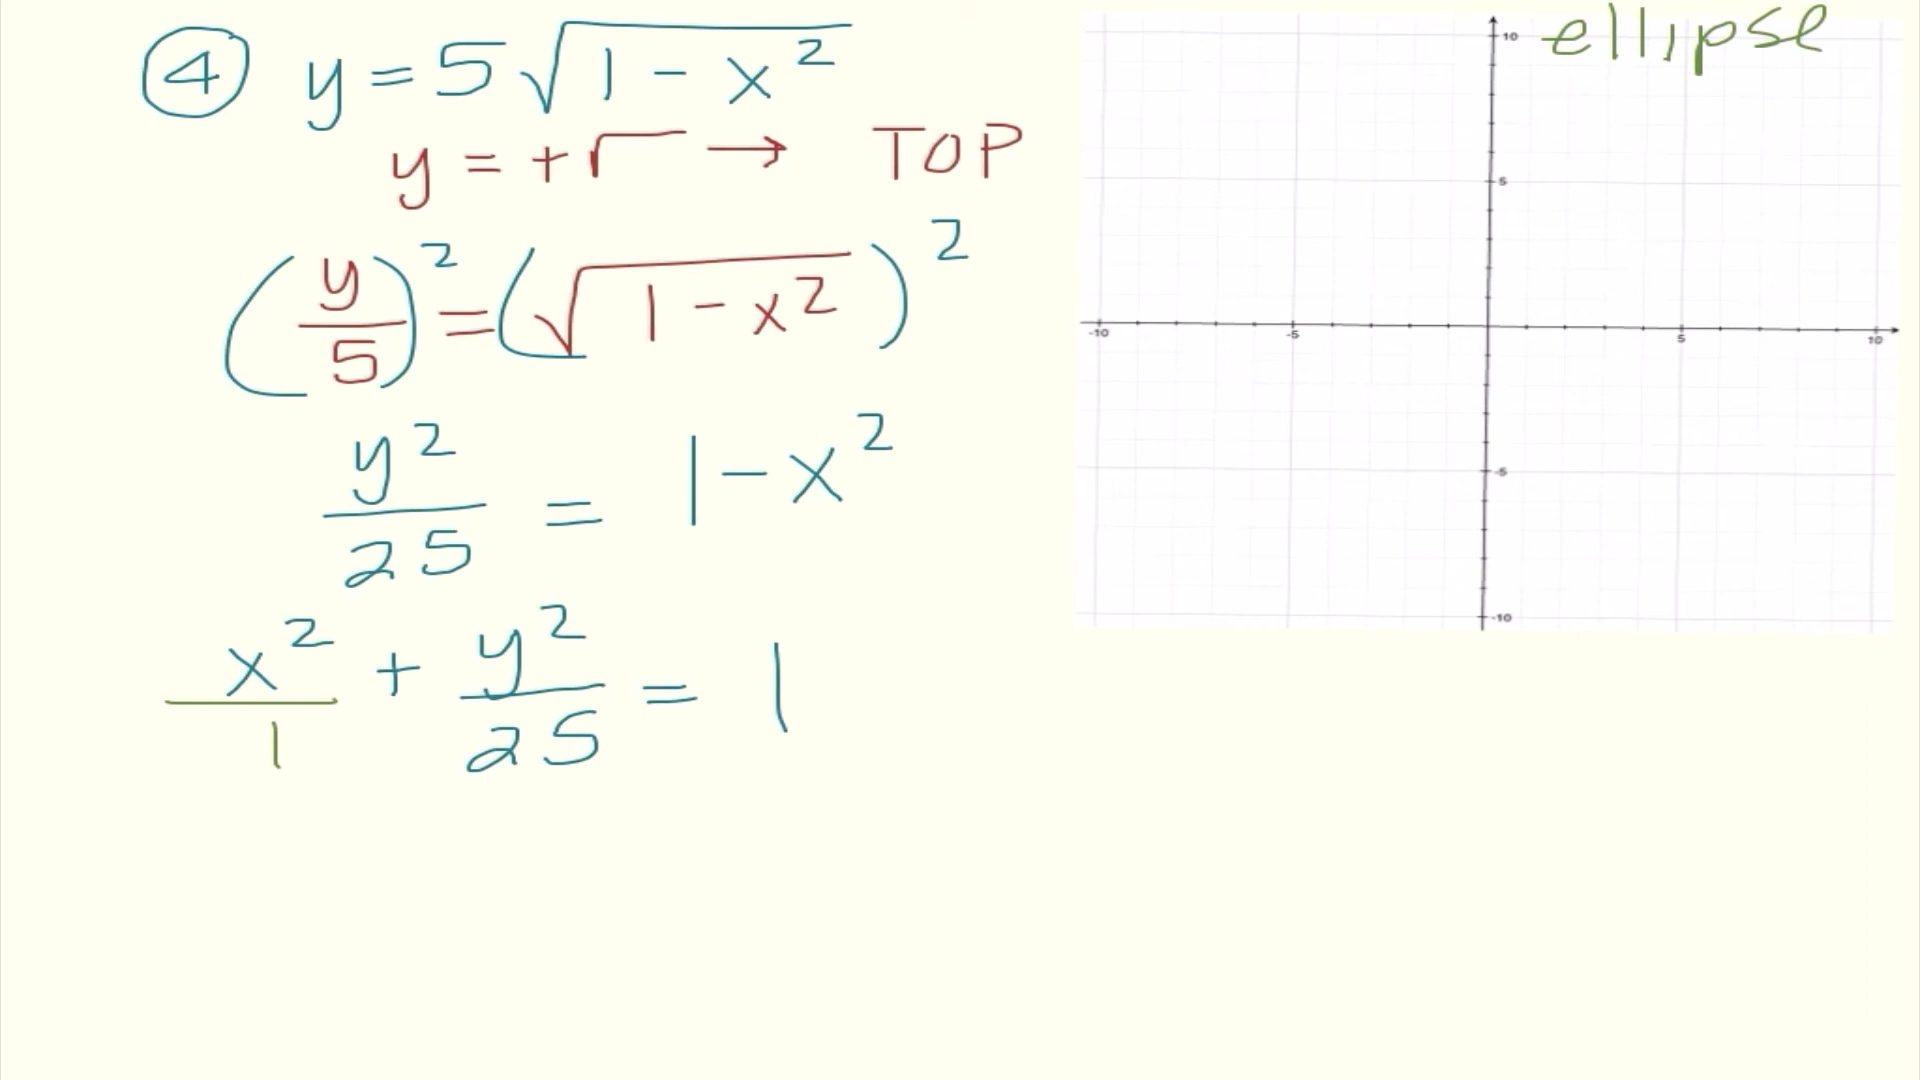 ④ y = 5√(1 - x²)
y = +√ → TOP
(y/5)² = (√(1 - x²))²
y²/25 = 1 - x²
x²/1 + y²/25 = 1
ellipse
10
5
-10 -5 5 10
-5
-10